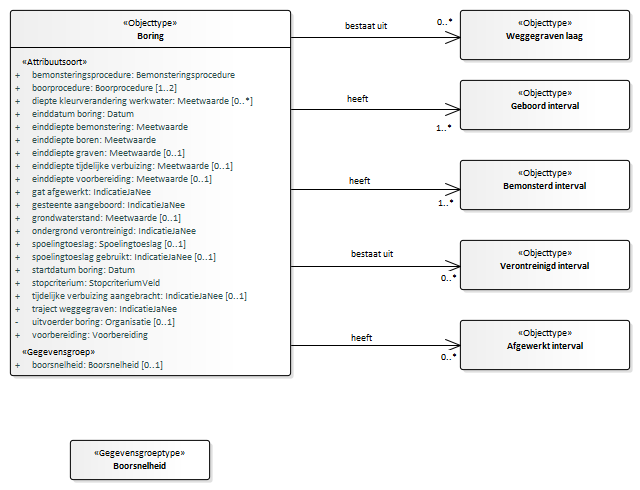 «Objecttype»
Boring
«Attribuutsoort»
+ bemonsteringsprocedure: Bemonsteringsprocedure
+ boorprocedure: Boorprocedure [1..2]
+ diepte kleurverandering werkwater: Meetwaarde [0..*]
+ einddatum boring: Datum
+ einddiepte bemonstering: Meetwaarde
+ einddiepte boren: Meetwaarde
+ einddiepte graven: Meetwaarde [0..1]
+ einddiepte tijdelijke verbuizing: Meetwaarde [0..1]
+ einddiepte voorbereiding: Meetwaarde [0..1]
+ gat afgewerkt: IndicatieJaNee
+ gesteente aangeboord: IndicatieJaNee
+ grondwaterstand: Meetwaarde [0..1]
+ ondergrond verontreinigd: IndicatieJaNee
+ spoelingtoeslag: Spoelingtoeslag [0..1]
+ spoelingtoeslag gebruikt: IndicatieJaNee [0..1]
+ startdatum boring: Datum
+ stopcriterium: StopcriteriumVeld
+ tijdelijke verbuizing aangebracht: IndicatieJaNee [0..1]
+ traject weggegraven: IndicatieJaNee
- uitvoerder boring: Organisatie [0..1]
+ voorbereiding: Voorbereiding
«Gegevensgroep»
+ boorsnelheid: Boorsnelheid [0..1]
bestaat uit
0..*
«Objecttype»
Weggegraven laag
heeft
1..*
«Objecttype»
Geboord interval
heeft
1..*
«Objecttype»
Bemonsterd interval
bestaat uit
0..*
«Objecttype»
Verontreinigd interval
heeft
0..*
«Objecttype»
Afgewerkt interval
«Gegevensgroeptype»
Boorsnelheid